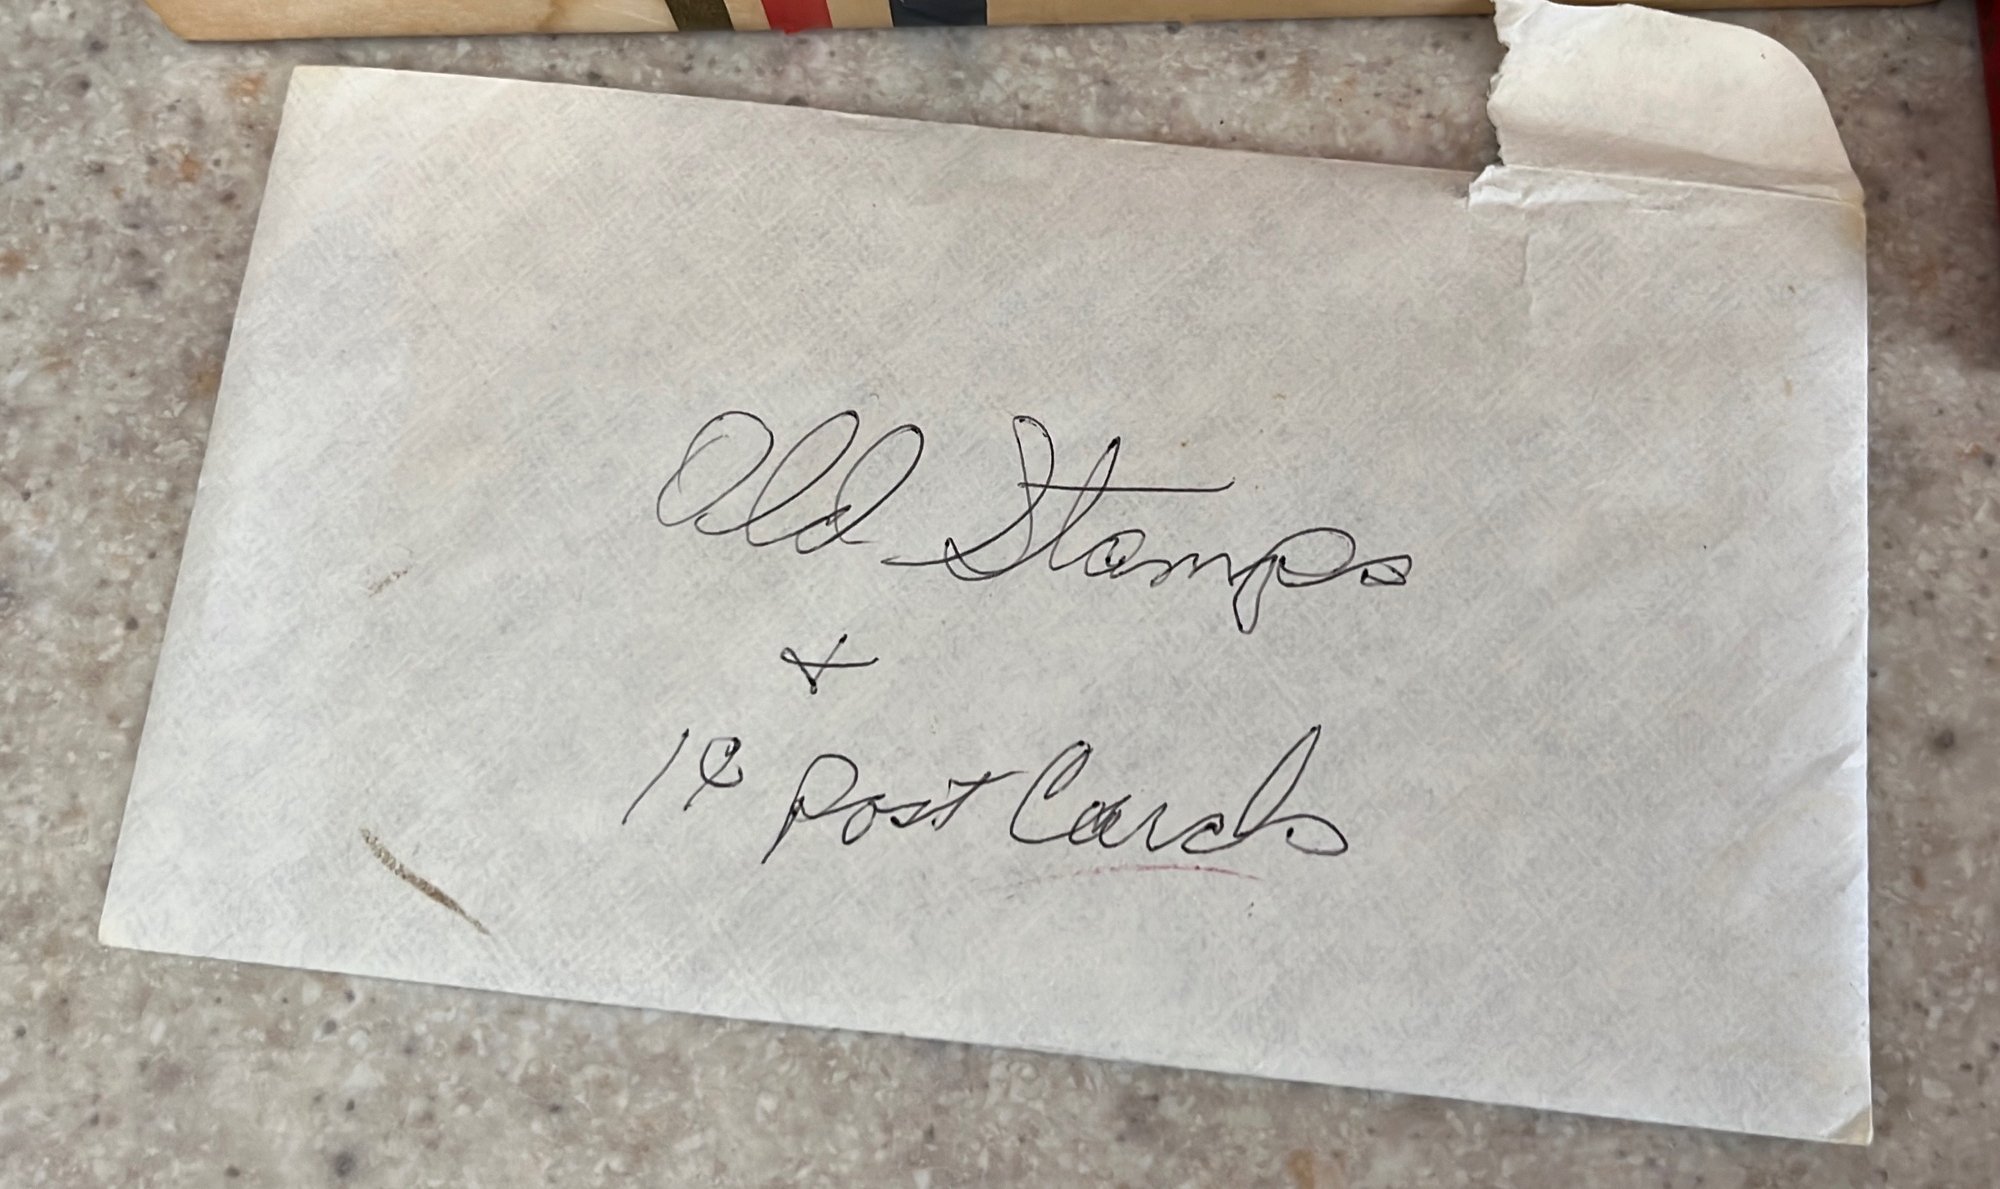 Old Stamps
+
1¢ Post Cards